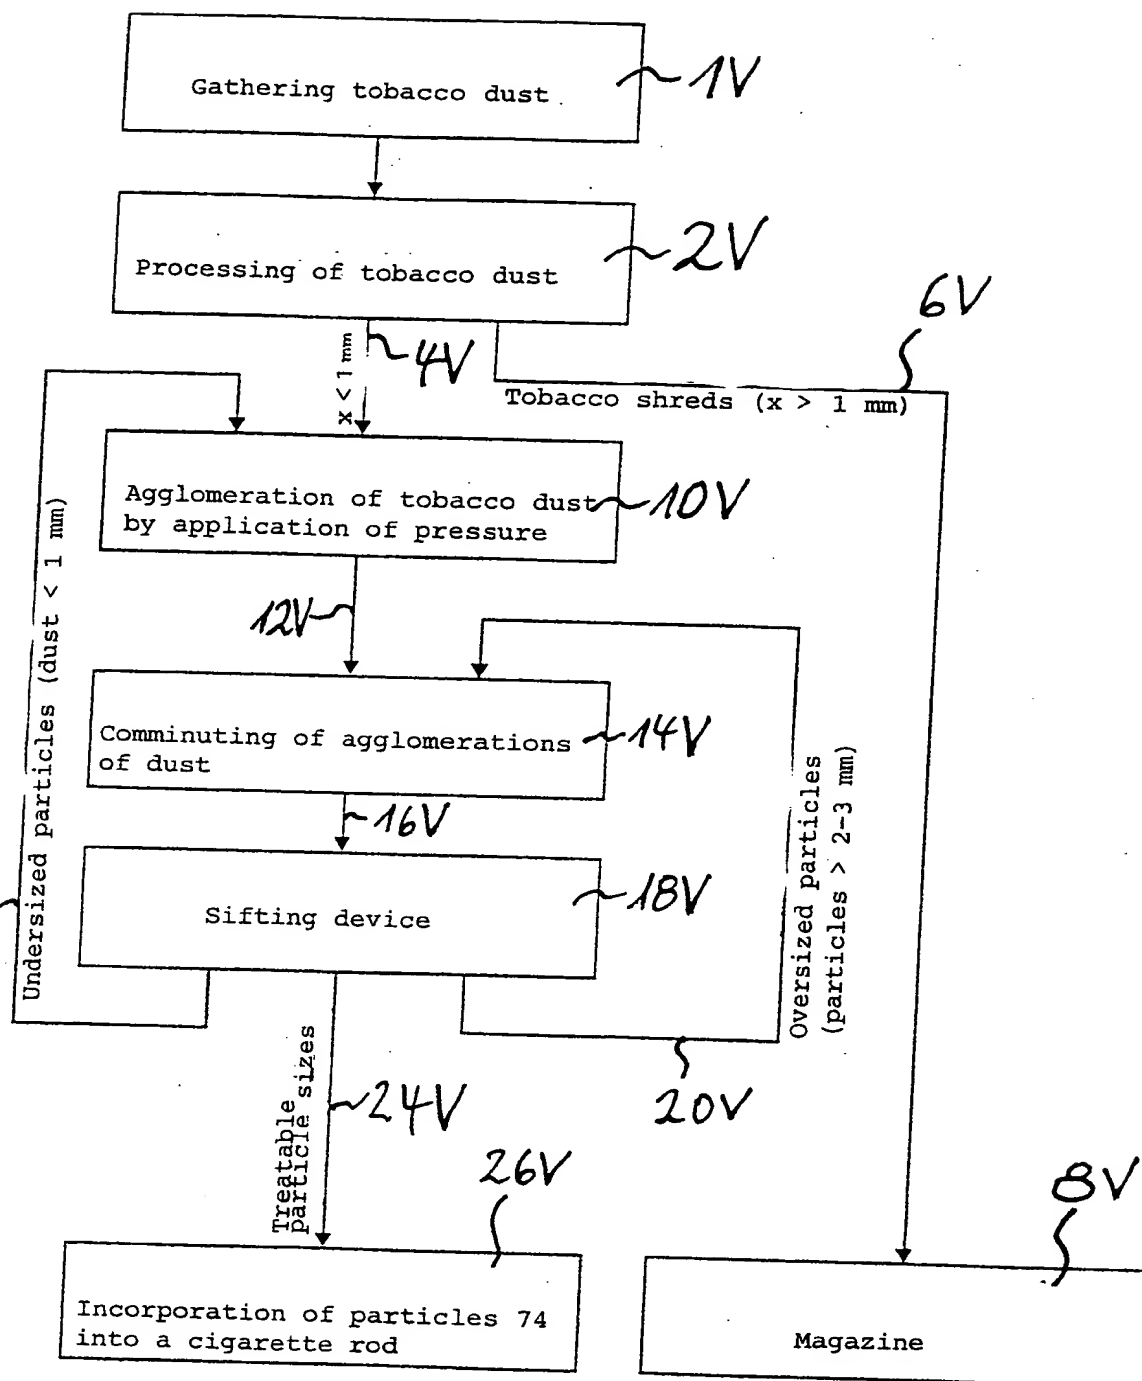 Gathering tobacco dust
1V
Processing of tobacco dust
2V
6V
x < 1 mm
4V
Tobacco shreds (x > 1 mm)
Agglomeration of tobacco dust
by application of pressure
10V
Undersized particles (dust < 1 mm)
12V
Comminuting of agglomerations
of dust
14V
Oversized particles
(particles > 2-3 mm)
16V
Sifting device
18V
Treatable
particle sizes
24V
20V
26V
8V
Incorporation of particles 74
into a cigarette rod
Magazine